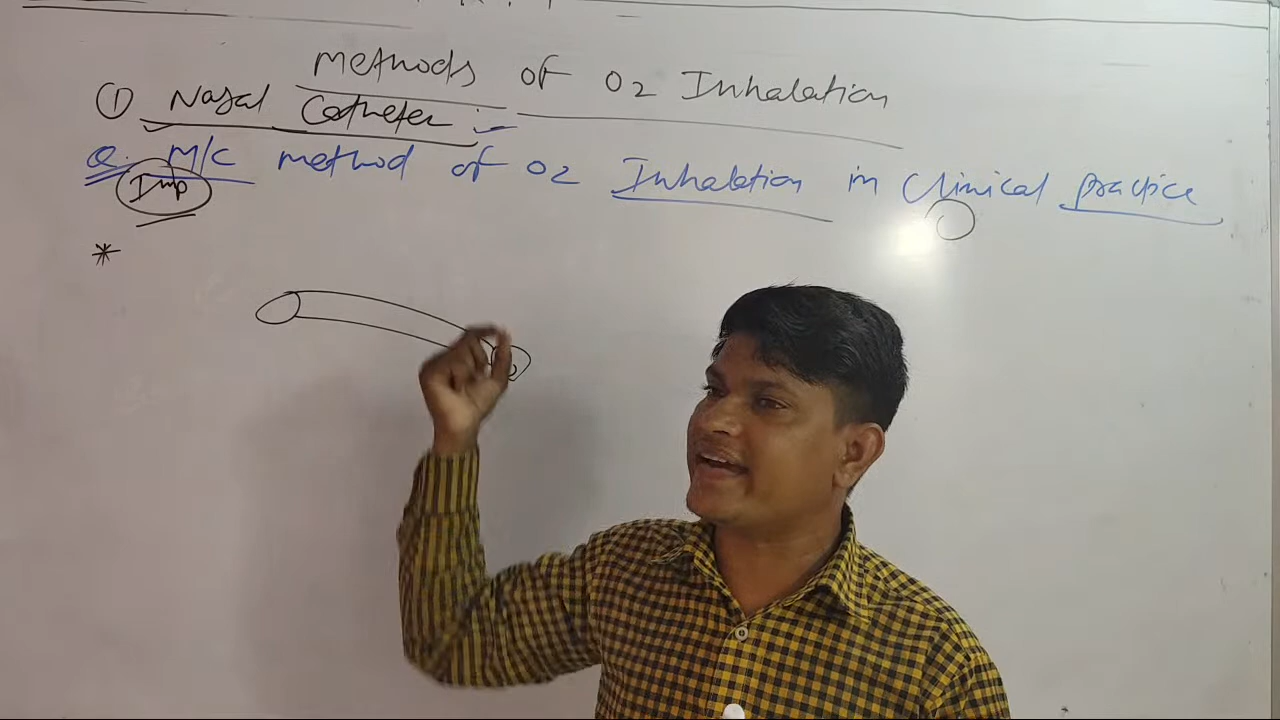 Methods of O2 Inhalation
① Nasal Catheter :-
Q. M/C method of O2 Inhalation in Clinical practice
Imp
*